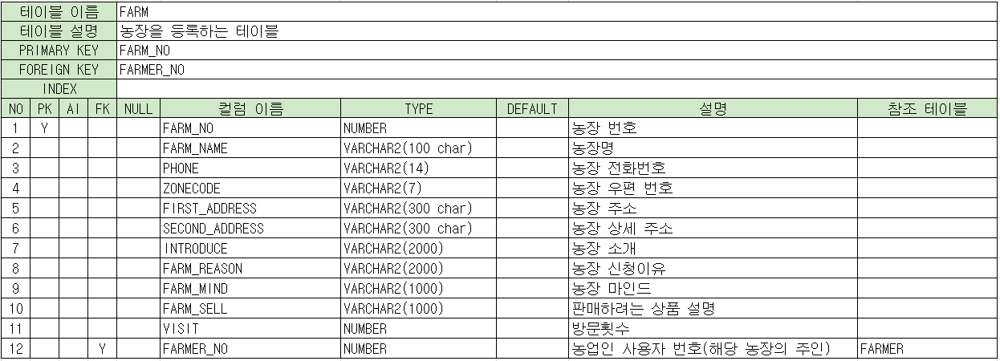 테이블 이름 FARM
테이블 설명 농장을 등록하는 테이블
PRIMARY KEY FARM_NO
FOREIGN KEY FARMER_NO
INDEX
NO PK AI FK NULL 컬럼 이름 TYPE DEFAULT 설명 참조 테이블
1 Y FARM_NO NUMBER 농장 번호
2 FARM_NAME VARCHAR2(100 char) 농장명
3 PHONE VARCHAR2(14) 농장 전화번호
4 ZONECODE VARCHAR2(7) 농장 우편 번호
5 FIRST_ADDRESS VARCHAR2(300 char) 농장 주소
6 SECOND_ADDRESS VARCHAR2(300 char) 농장 상세 주소
7 INTRODUCE VARCHAR2(2000) 농장 소개
8 FARM_REASON VARCHAR2(2000) 농장 신청이유
9 FARM_MIND VARCHAR2(1000) 농장 마인드
10 FARM_SELL VARCHAR2(1000) 판매하려는 상품 설명
11 VISIT NUMBER 방문횟수
12 Y FARMER_NO NUMBER 농업인 사용자 번호(해당 농장의 주인) FARMER